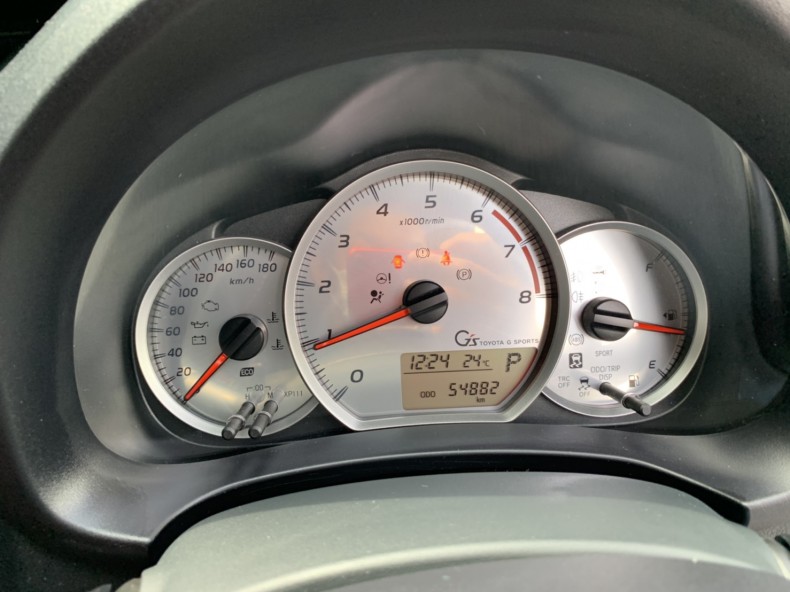 20 40 60 80 100 120 140 160 180
km/h
ECO
0 1 2 3 4 5 6 7 8
x1000r/min
(!)
!
(P)
G's TOYOTA G SPORTS
12:24 24℃ P
ODO 54882
km
F
E
SPORT
ODO/TRIP
DISP
TRC
OFF
OFF